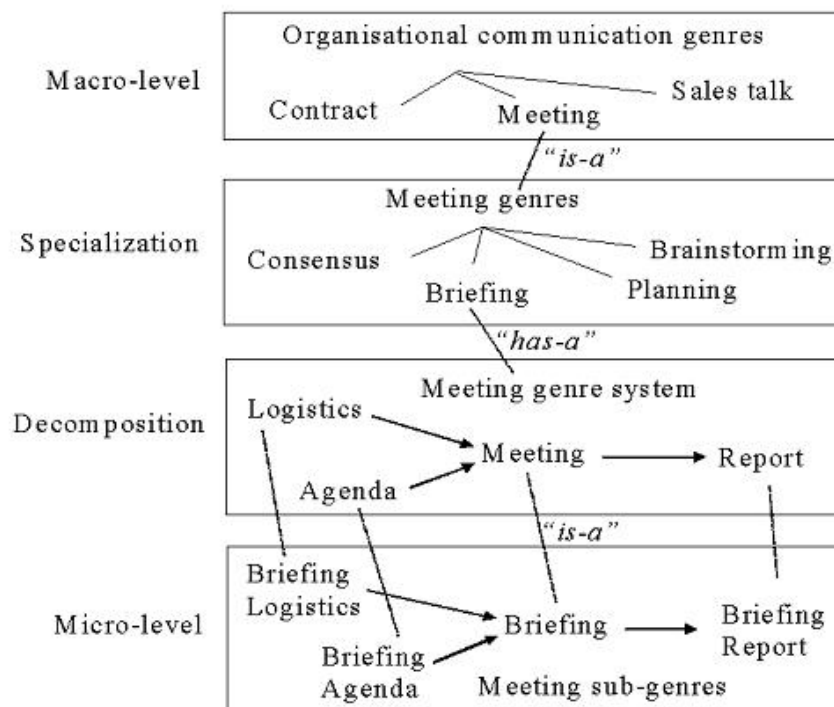 Organisational communication genres
Macro-level
Contract
Meeting
Sales talk
“is-a”
Meeting genres
Specialization
Consensus
Briefing
Brainstorming
Planning
“has-a”
Meeting genre system
Decomposition
Logistics
Meeting
Report
Agenda
“is-a”
Briefing
Logistics
Micro-level
Briefing
Briefing
Report
Briefing
Agenda
Meeting sub-genres